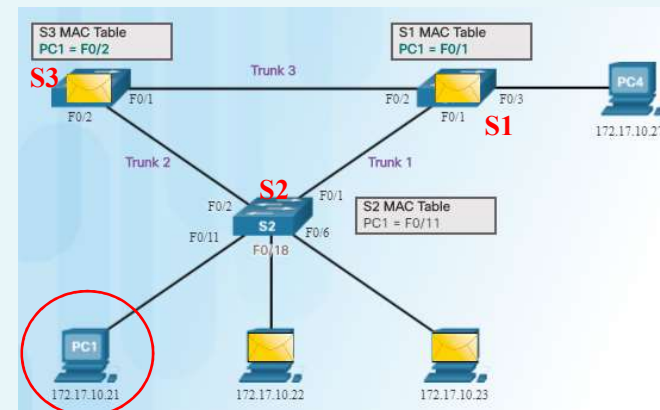 S3 MAC Table
PC1 = F0/2
S1 MAC Table
PC1 = F0/1
S3
Trunk 3
F0/1
F0/2
F0/3
PC4
F0/2
F0/1
S1
172.17.10.27
Trunk 2
Trunk 1
S2
F0/1
F0/2
S2 MAC Table
PC1 = F0/11
S2
F0/11
F0/6
F0/18
PC1
172.17.10.21
172.17.10.22
172.17.10.23